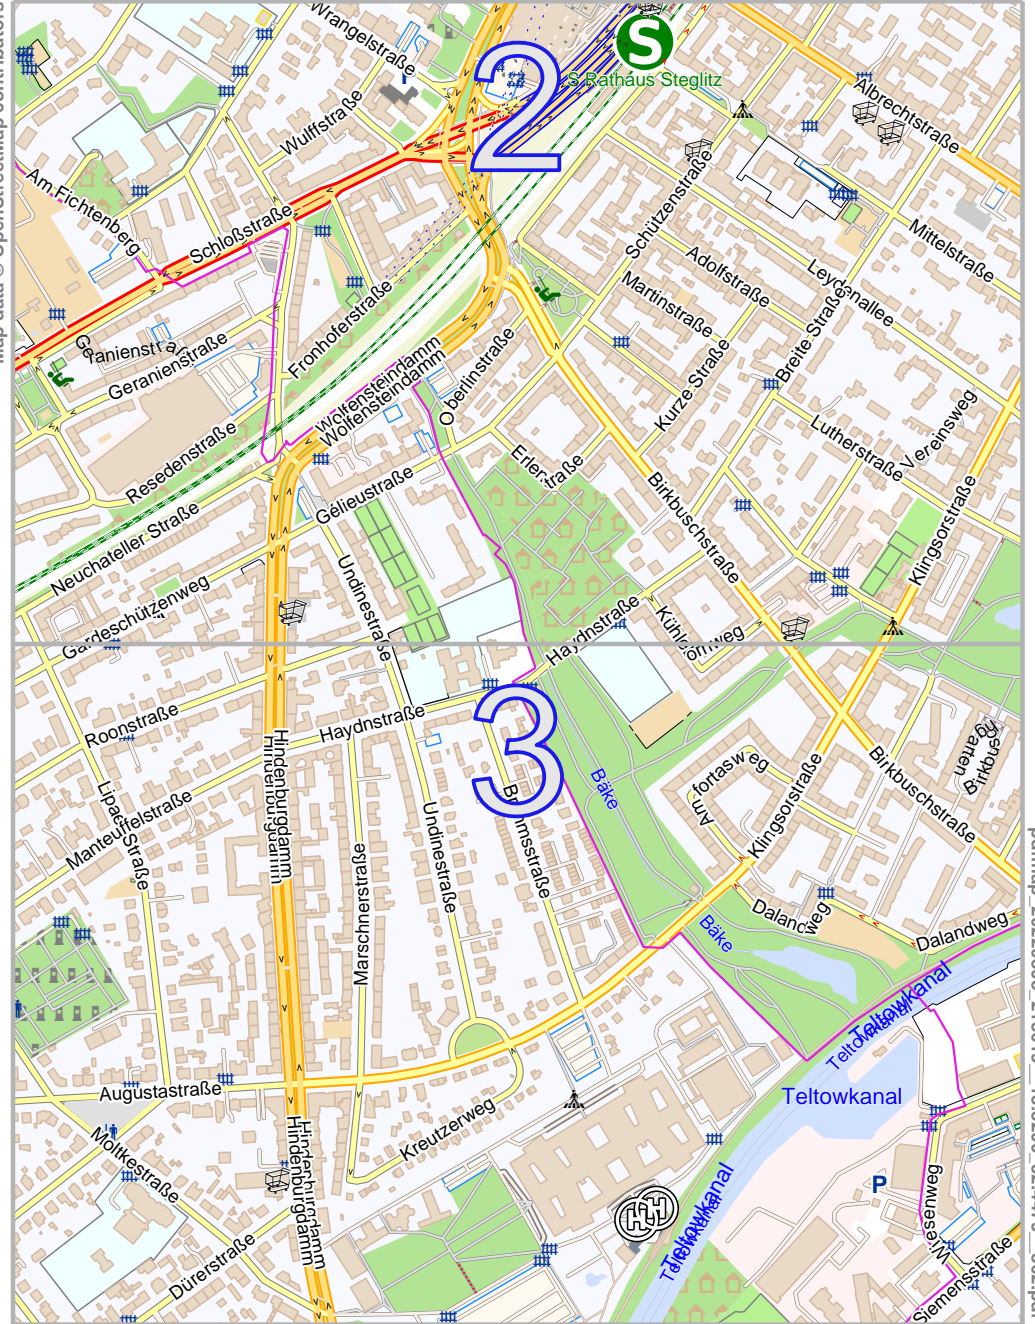 Wrangelstraße
S
S Rathaus Steglitz
2
Albrechtstraße
Wulffstraße
Am Fichtenberg
Schloßstraße
Schützenstraße
Mittelstraße
Adolfstraße
Leydenallee
Martinstraße
Breite-Straße
Geranienstraße
Fronhoferstraße
Wolfensteindamm
Wolfensteindamm
Oberlinstraße
Kurze-Straße
Lutherstraße
Vereinsweg
Resedenstraße
Erlenstraße
Gélieustraße
Birkbuschstraße
Klingsorstraße
Neuchateller Straße
Undinestraße
Gardeschützenweg
Haydnstraße
3
Roonstraße
Haydnstraße
Hindenburgdamm
Hindenburgdamm
Manteuffelstraße
Undinestraße
Brahmsstraße
Bäke
Klingsorstraße
Birkbuschstraße
Marschnerstraße
Bäke
Dalandweg
Dalandweg
Teltowkanal
Teltowkanal
Teltowkanal
Augustastraße
Kreutzerweg
Moltkestraße
Hindenburgdamm
Hindenburgdamm
P
Wiesenweg
H
H
Teltowkanal
Teltowkanal
Dürerstraße
Siemensstraße